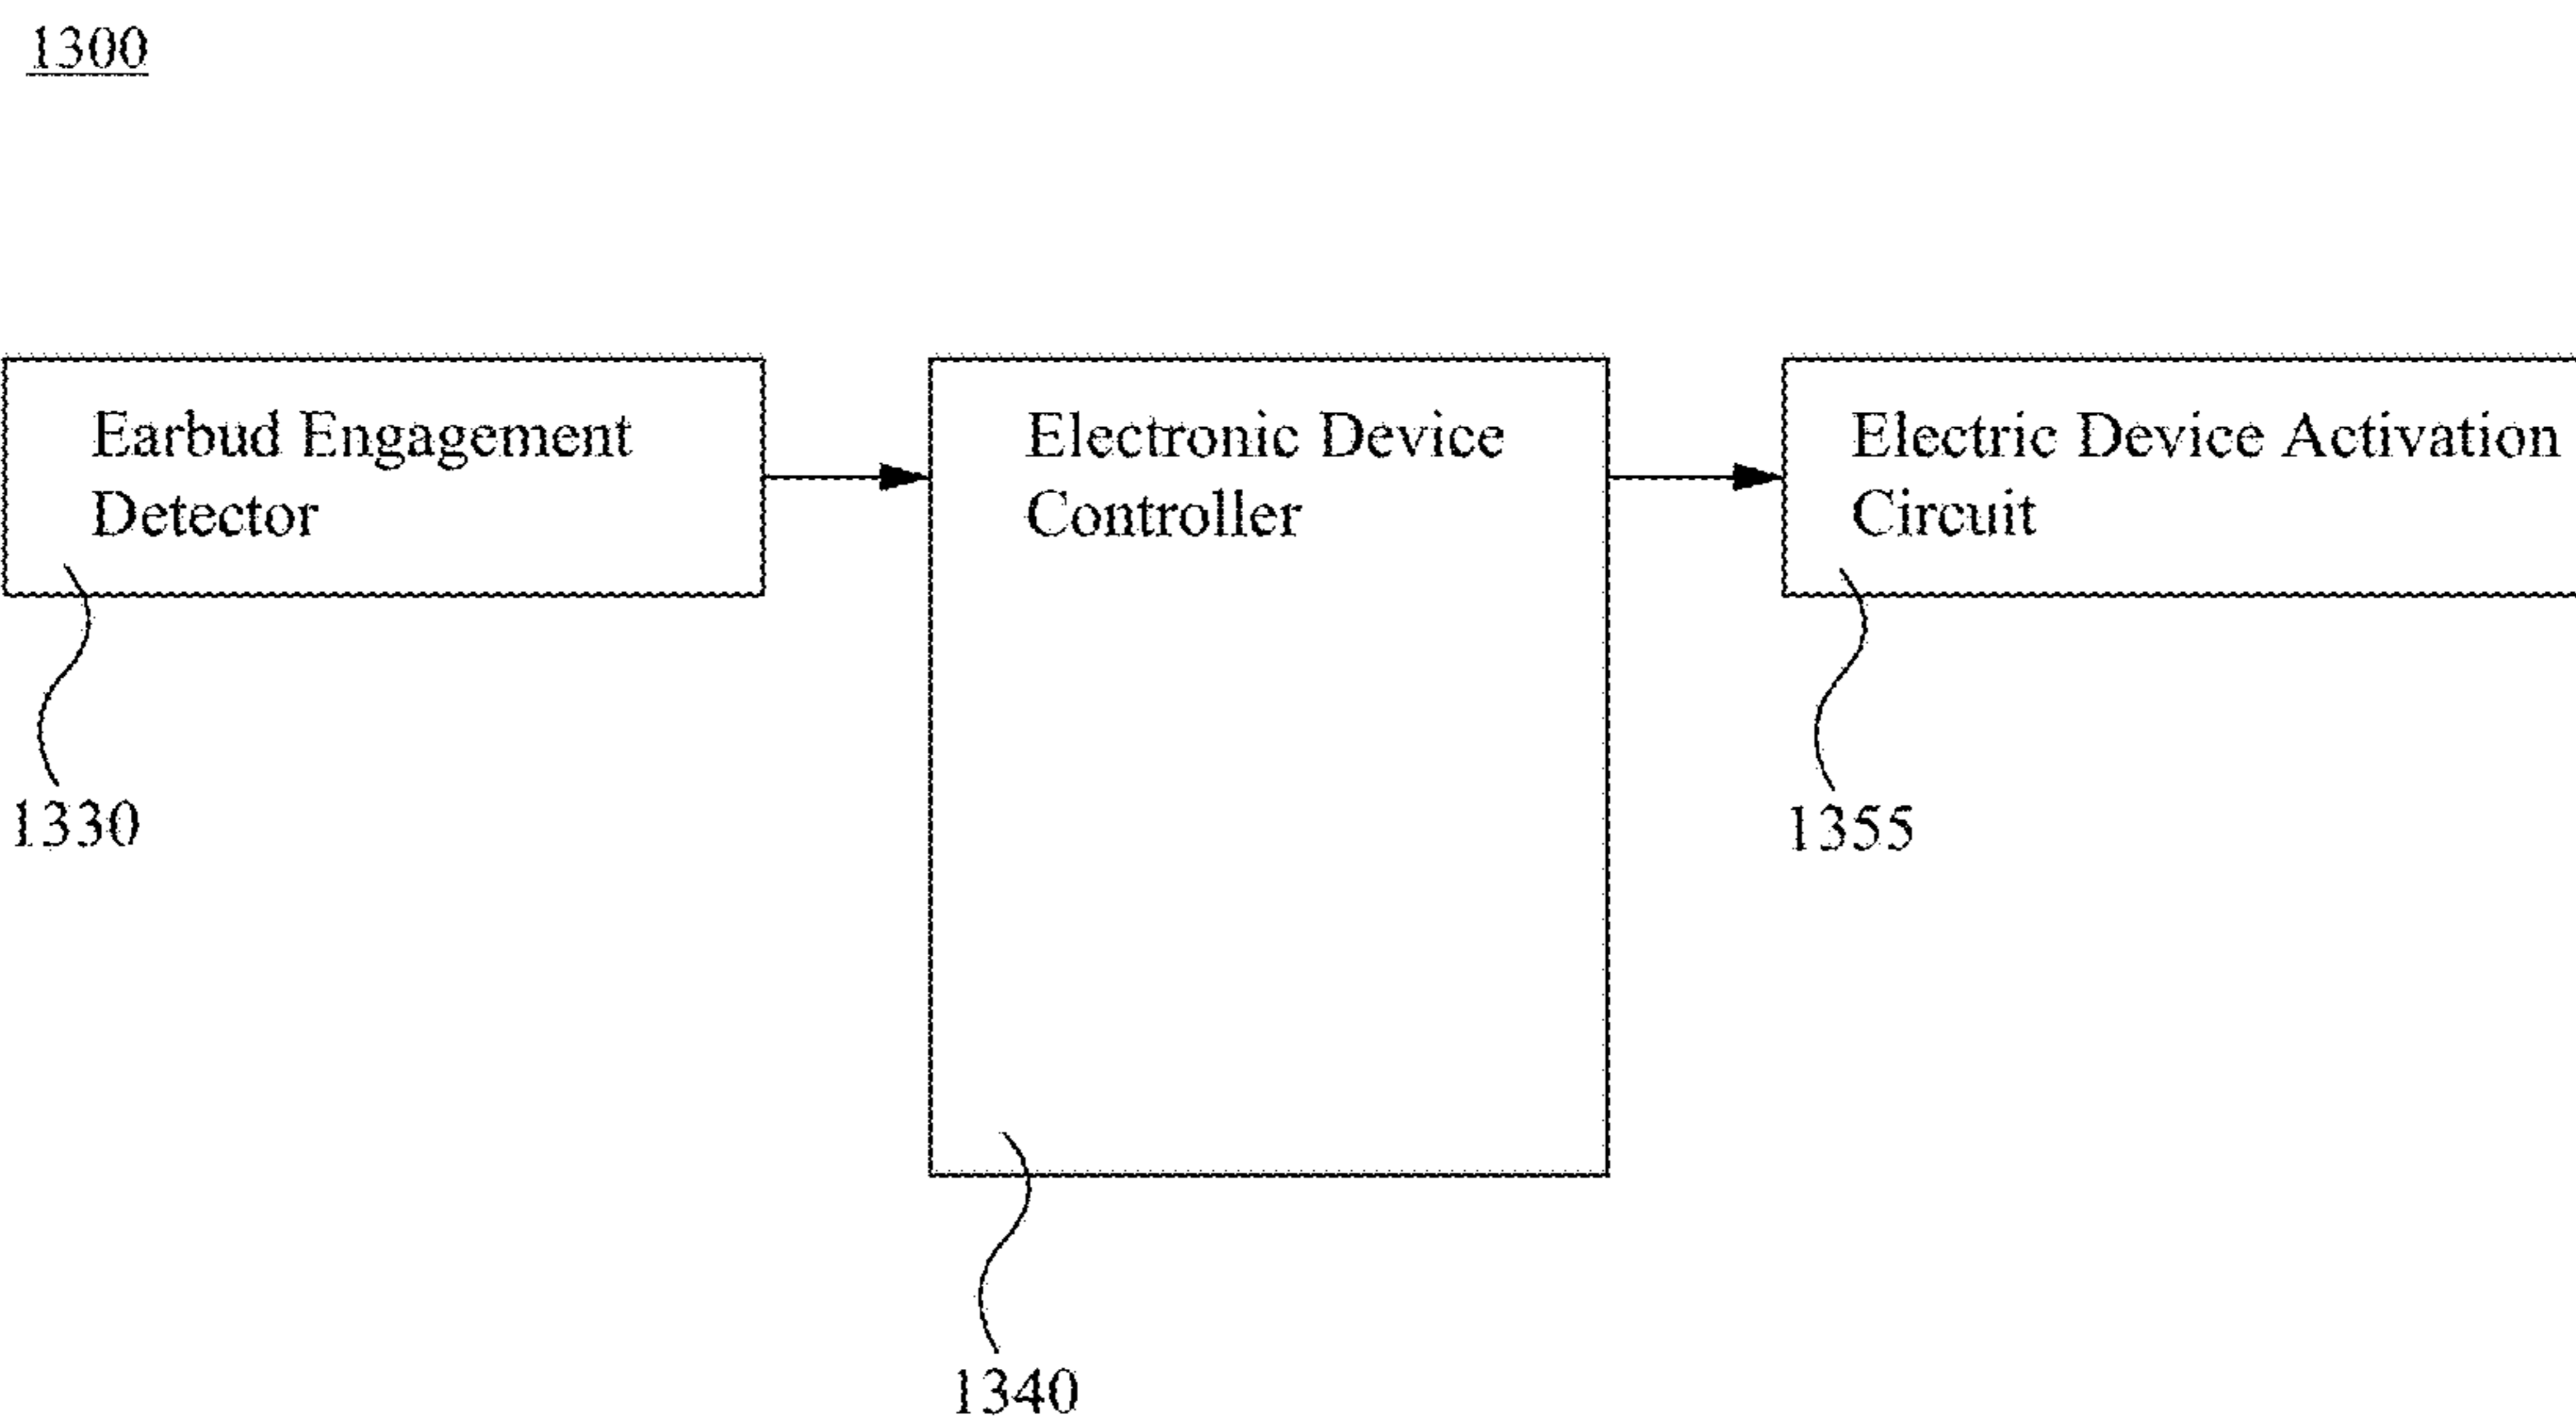 1300
Earbud Engagement
Detector
Electronic Device
Controller
Electric Device Activation
Circuit
1330
1355
1340